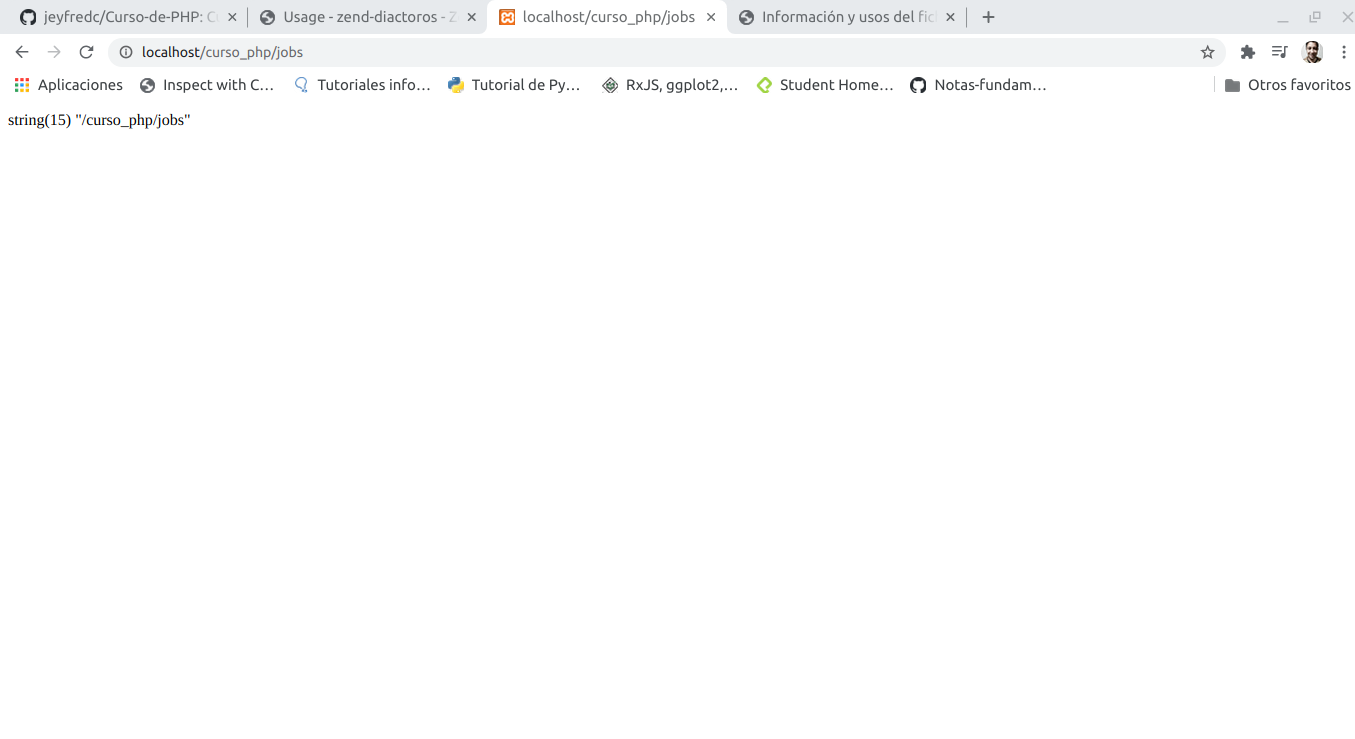 jeyfredc/Curso-de-PHP: Cu
Usage - zend-diactoros - Z
localhost/curso_php/jobs
Información y usos del fic
localhost/curso_php/jobs
Aplicaciones
Inspect with C...
Tutoriales info...
Tutorial de Py...
RxJS, ggplot2,...
Student Home...
Notas-fundam...
Otros favoritos
string(15) "/curso_php/jobs"